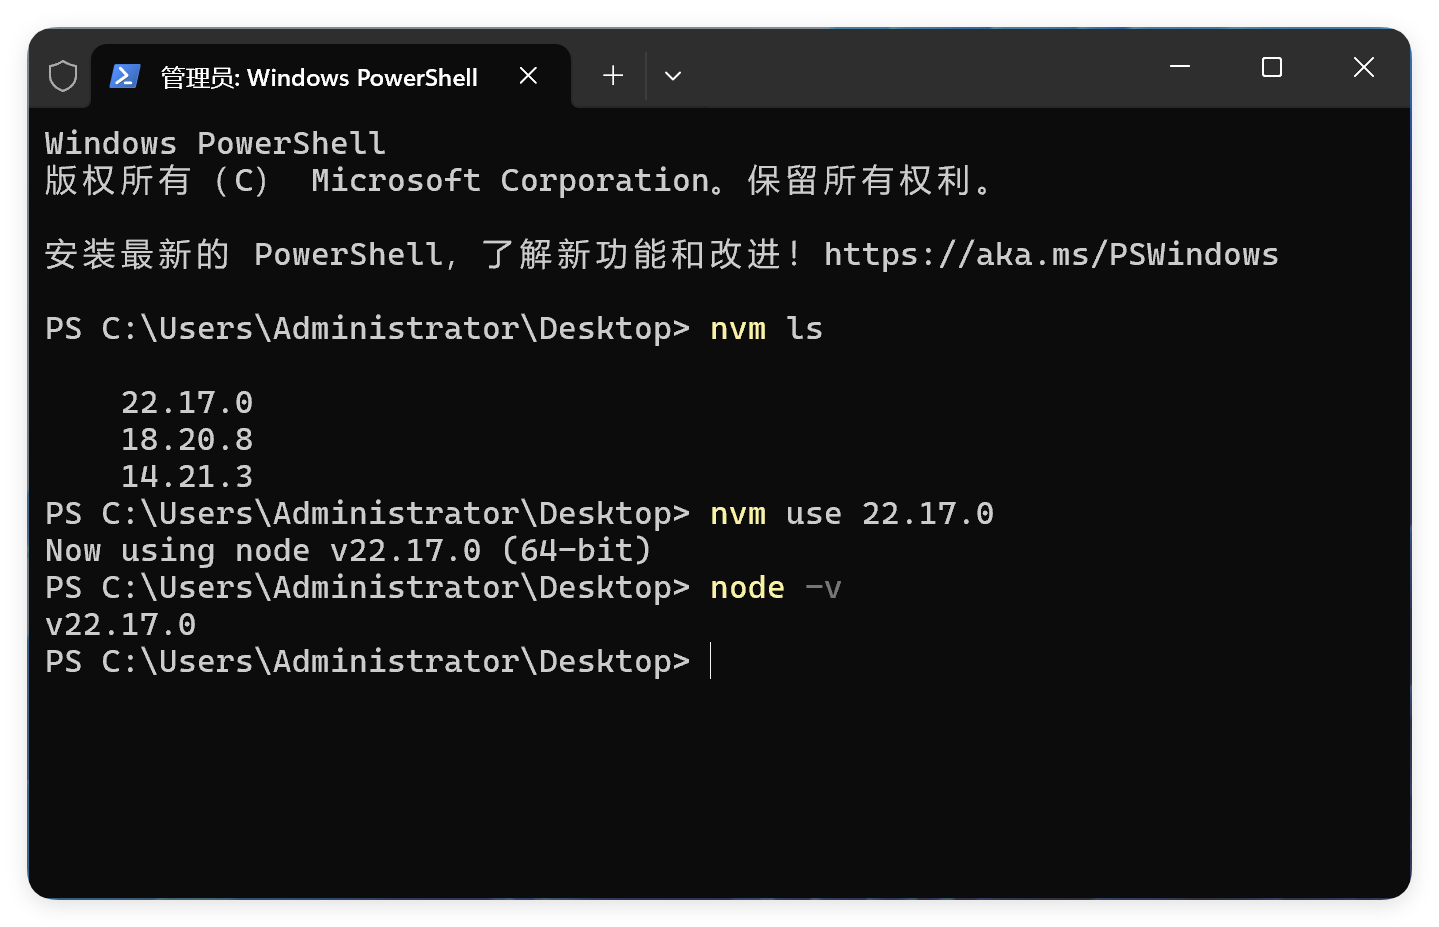 管理员: Windows PowerShell
Windows PowerShell
版权所有（C） Microsoft Corporation。保留所有权利。
安装最新的 PowerShell，了解新功能和改进！https://aka.ms/PSWindows
PS C:\Users\Administrator\Desktop> nvm ls
22.17.0
18.20.8
14.21.3
PS C:\Users\Administrator\Desktop> nvm use 22.17.0
Now using node v22.17.0 (64-bit)
PS C:\Users\Administrator\Desktop> node -v
v22.17.0
PS C:\Users\Administrator\Desktop>